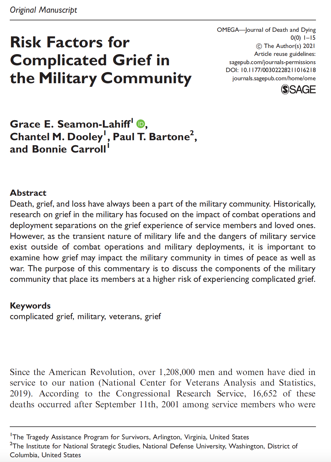 Original Manuscript
Risk Factors for
Complicated Grief in
the Military Community
OMEGA—Journal of Death and Dying
0(0) 1–15
© The Author(s) 2021
Article reuse guidelines:
sagepub.com/journals-permissions
DOI: 10.1177/00302228211016218
journals.sagepub.com/home/ome
SAGE
Grace E. Seamon-Lahiff¹ iD,
Chantel M. Dooley¹, Paul T. Bartone²,
and Bonnie Carroll¹
Abstract
Death, grief, and loss have always been a part of the military community. Historically,
research on grief in the military has focused on the impact of combat operations and
deployment separations on the grief experience of service members and loved ones.
However, as the transient nature of military life and the dangers of military service
exist outside of combat operations and military deployments, it is important to
examine how grief may impact the military community in times of peace as well as
war. The purpose of this commentary is to discuss the components of the military
community that place its members at a higher risk of experiencing complicated grief.
Keywords
complicated grief, military, veterans, grief
Since the American Revolution, over 1,208,000 men and women have died in
service to our nation (National Center for Veterans Analysis and Statistics,
2019). According to the Congressional Research Service, 16,652 of these
deaths occurred after September 11th, 2001 among service members who were
¹The Tragedy Assistance Program for Survivors, Arlington, Virginia, United States
²The Institute for National Strategic Studies, National Defense University, Washington, District of
Columbia, United States